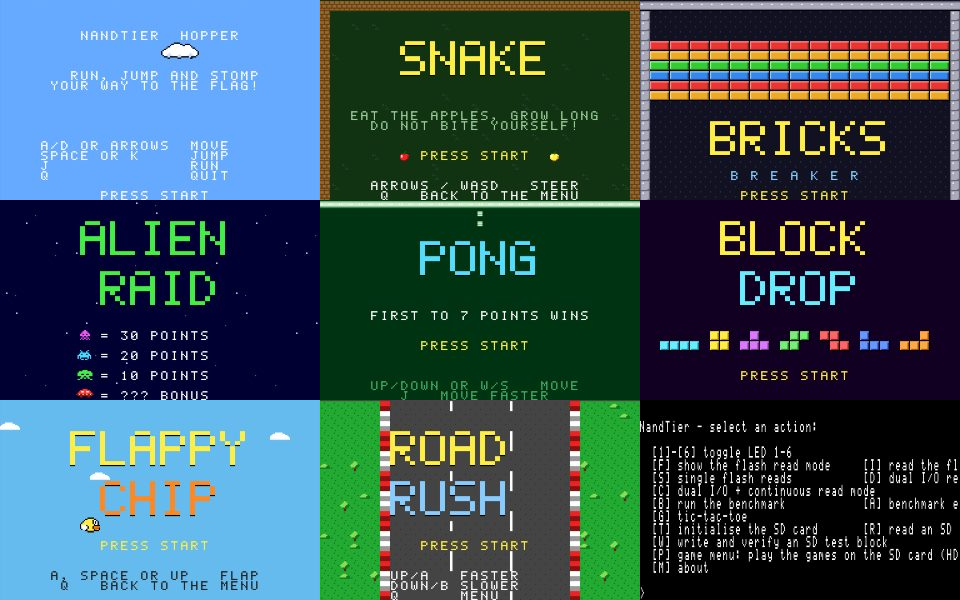 NANDTIER HOPPER
RUN, JUMP AND STOMP
YOUR WAY TO THE FLAG!
A/D OR ARROWS MOVE
SPACE OR K JUMP
J RUN
Q QUIT
PRESS START
SNAKE
EAT THE APPLES, GROW LONG
DO NOT BITE YOURSELF!
PRESS START
ARROWS / WASD STEER
Q BACK TO THE MENU
BRICKS
BREAKER
PRESS START
ALIEN
RAID
= 30 POINTS
= 20 POINTS
= 10 POINTS
= ??? BONUS
PONG
FIRST TO 7 POINTS WINS
PRESS START
UP/DOWN OR W/S MOVE
J MOVE FASTER
BLOCK
DROP
PRESS START
FLAPPY
CHIP
PRESS START
A, SPACE OR UP FLAP
Q BACK TO THE MENU
ROAD
RUSH
PRESS START
UP/A FASTER
DOWN/B SLOWER
Q MENU
NandTier - select an action:
[1]-[6] toggle LED 1-6
[F] show the flash read mode [I] read the fl
[S] single flash reads [D] dual I/O re
[C] dual I/O + continuous read mode
[B] run the benchmark [A] benchmark e
[G] tic-tac-toe
[T] initialise the SD card [R] read an SD
[W] write and verify an SD test block
[P] game menu: play the games on the SD card (HD
[M] about
>